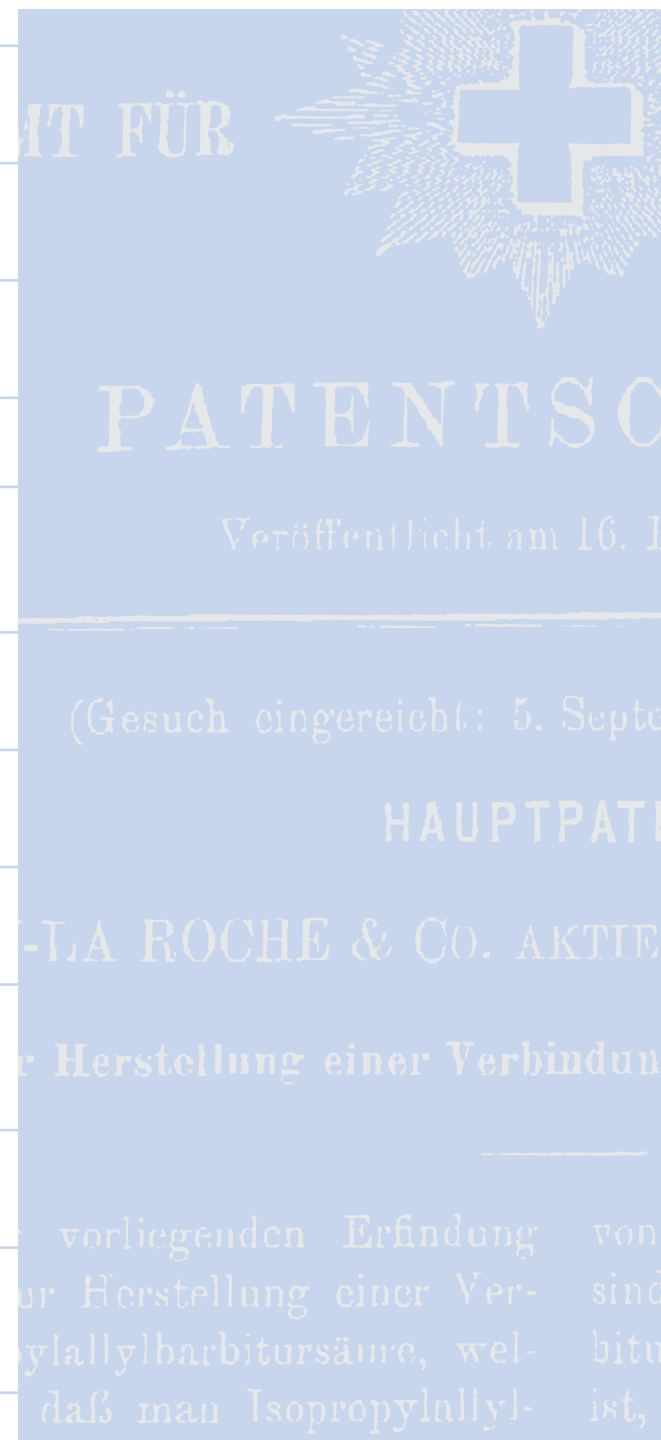 MT FÜR
PATENTSC
Veröffentlicht am 16.
(Gesuch eingereicht: 5. Septe
HAUPTPAT
-LA ROCHE & Co. AKTIE
r Herstellung einer Verbindun
vorliegenden Erfindung von
ur Herstellung einer Ver- sind
ylallylbarbitursäure, wel- bitu
daß man Isopropylallyl- ist,